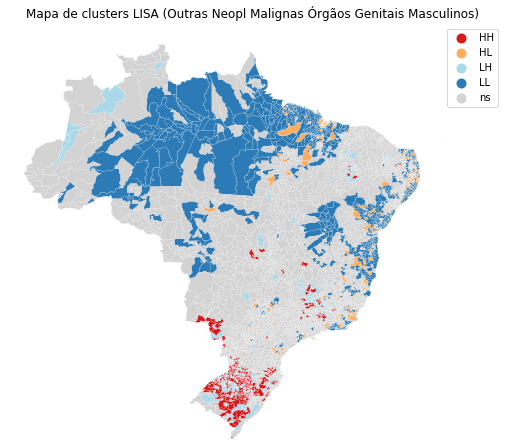 Mapa de clusters LISA (Outras Neopl Malignas Órgãos Genitais Masculinos)
HH
HL
LH
LL
ns